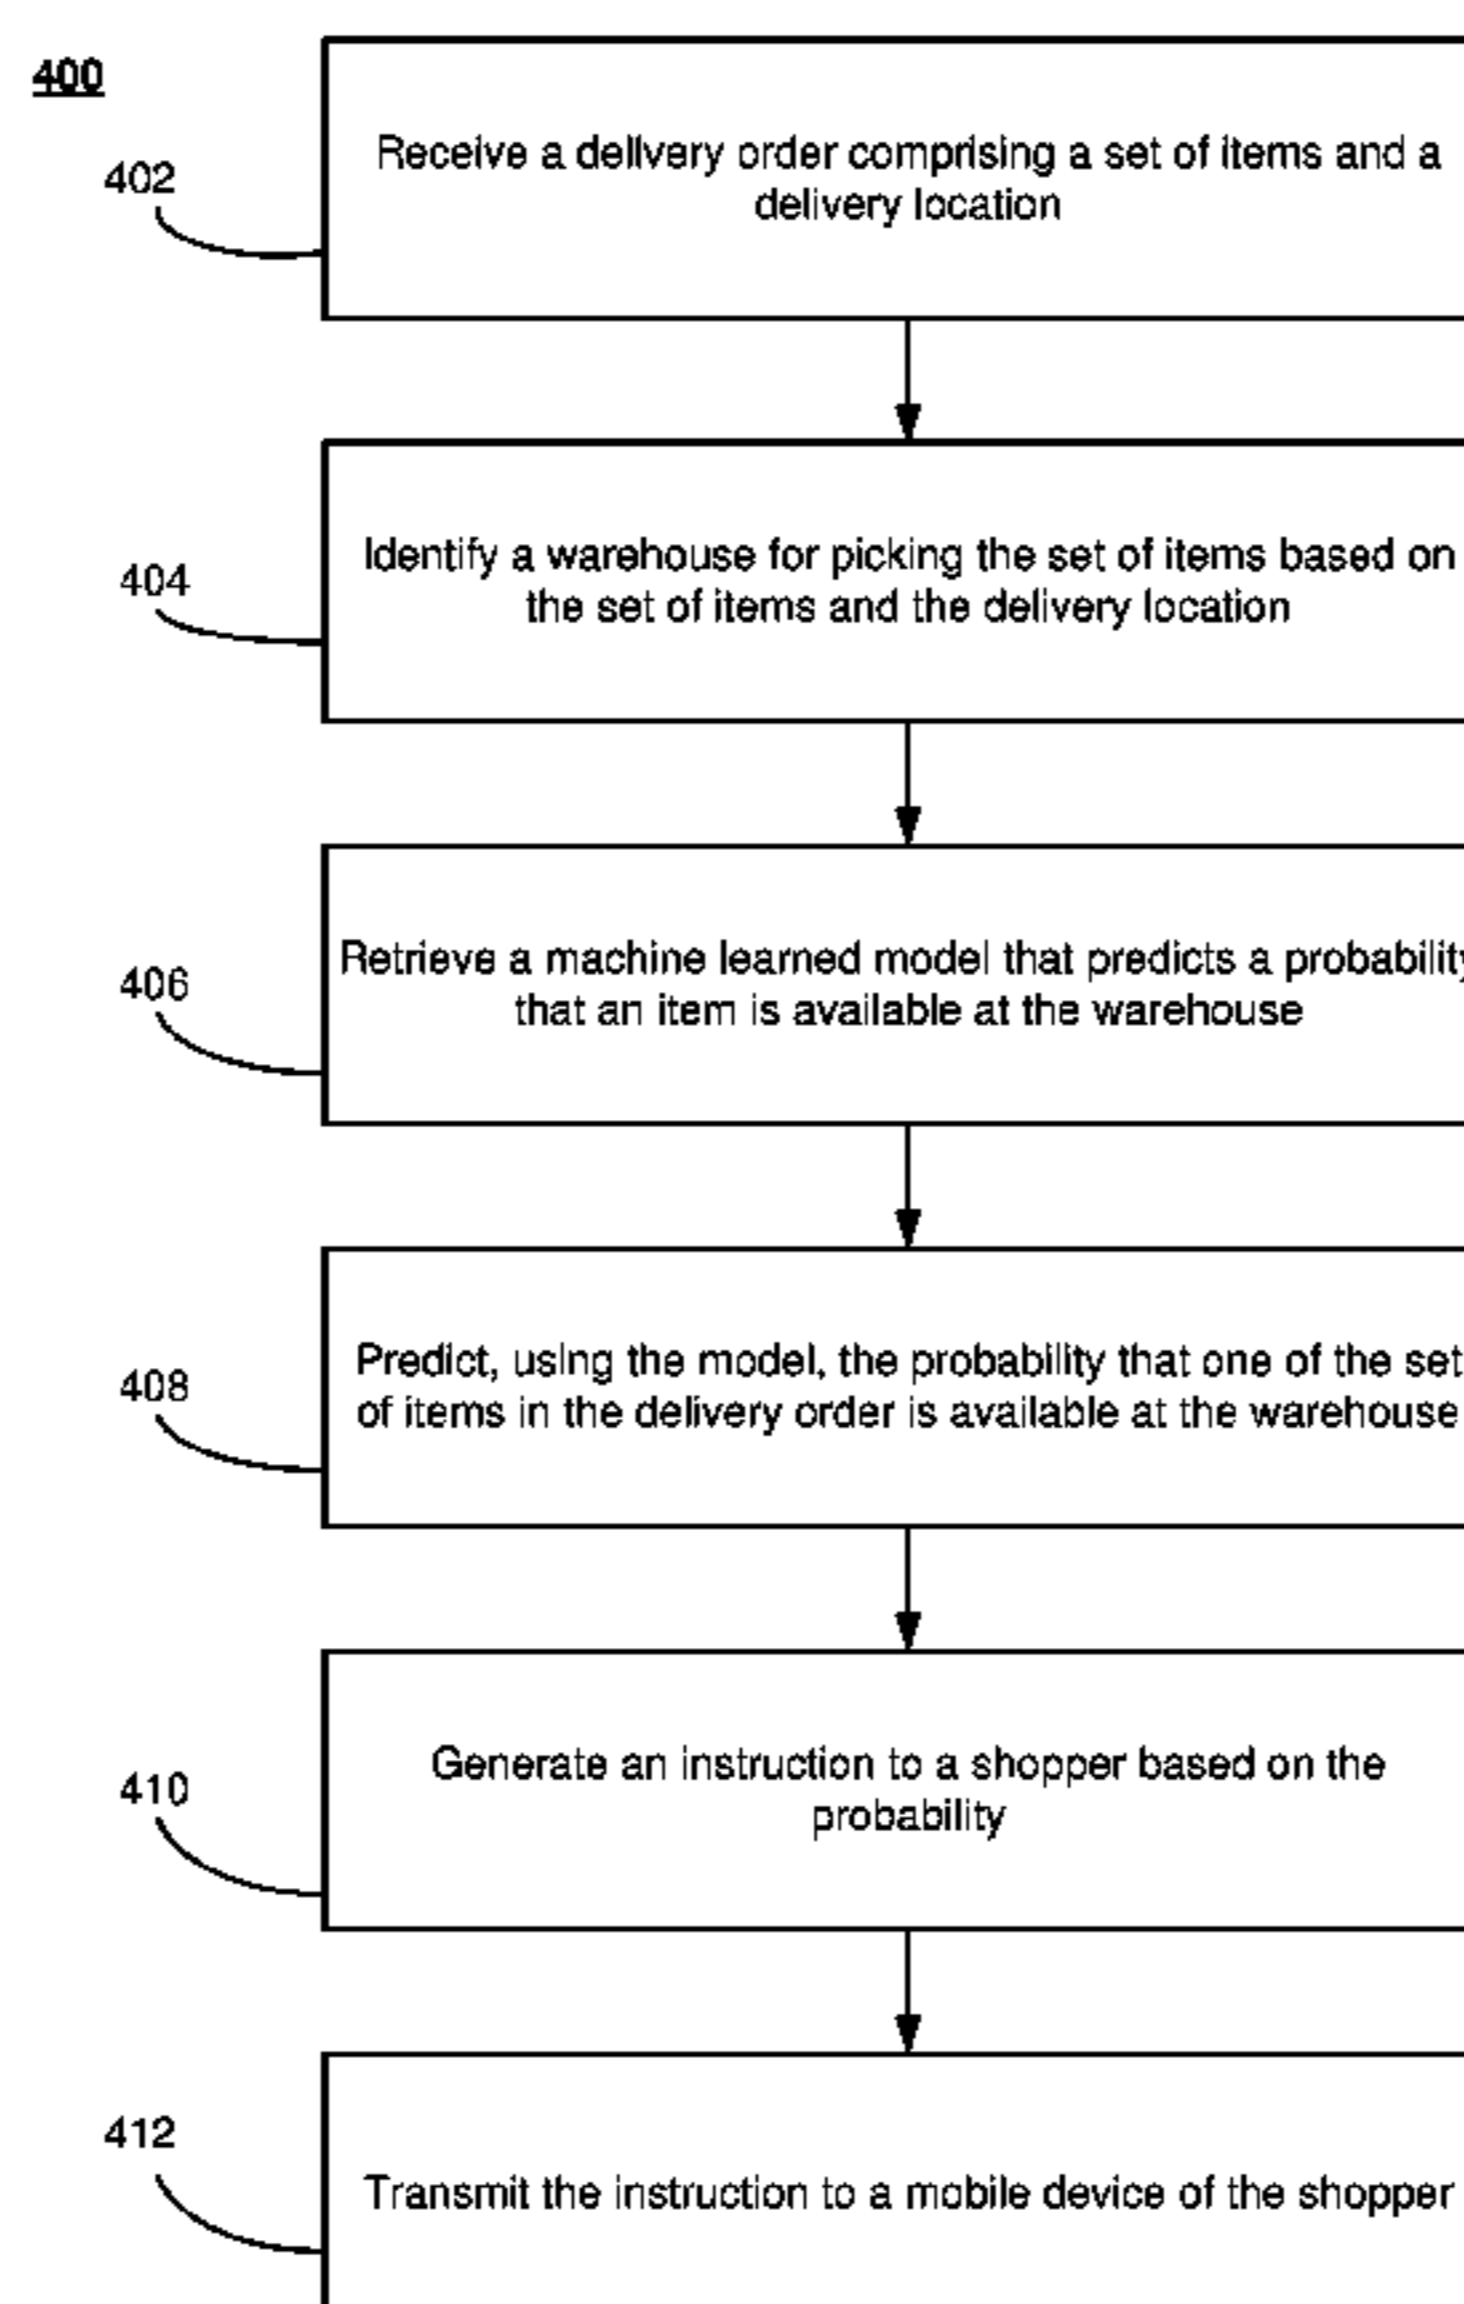 400
402
Receive a delivery order comprising a set of items and a
delivery location
404
Identify a warehouse for picking the set of items based on
the set of items and the delivery location
406
Retrieve a machine learned model that predicts a probability
that an item is available at the warehouse
408
Predict, using the model, the probability that one of the set
of items in the delivery order is available at the warehouse
410
Generate an instruction to a shopper based on the
probability
412
Transmit the instruction to a mobile device of the shopper